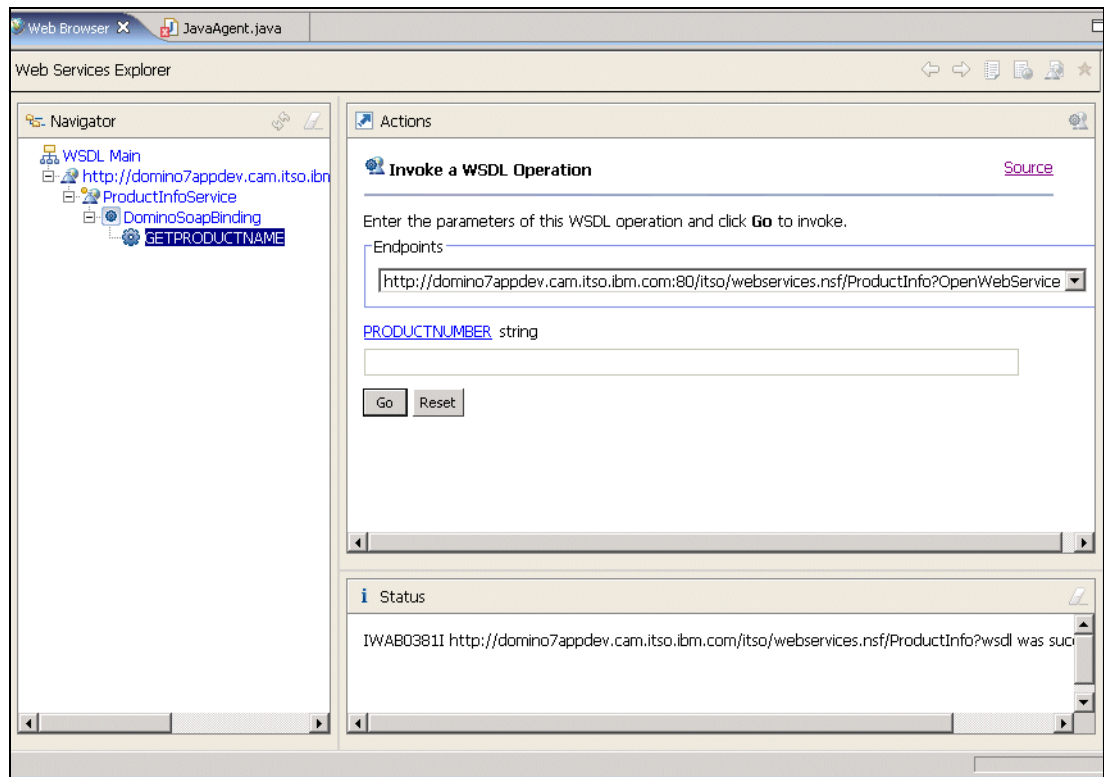 Web Browser
JavaAgent.java
Web Services Explorer
Navigator
WSDL Main
http://domino7appdev.cam.itso.ibn
ProductInfoService
DominoSoapBinding
GETPRODUCTNAME
Actions
Invoke a WSDL Operation
Source
Enter the parameters of this WSDL operation and click Go to invoke.
Endpoints
http://domino7appdev.cam.itso.ibm.com:80/itso/webservices.nsf/ProductInfo?OpenWebService
PRODUCTNUMBER string
Go Reset
i Status
IWAB0381I http://domino7appdev.cam.itso.ibm.com/itso/webservices.nsf/ProductInfo?wsdl was suc